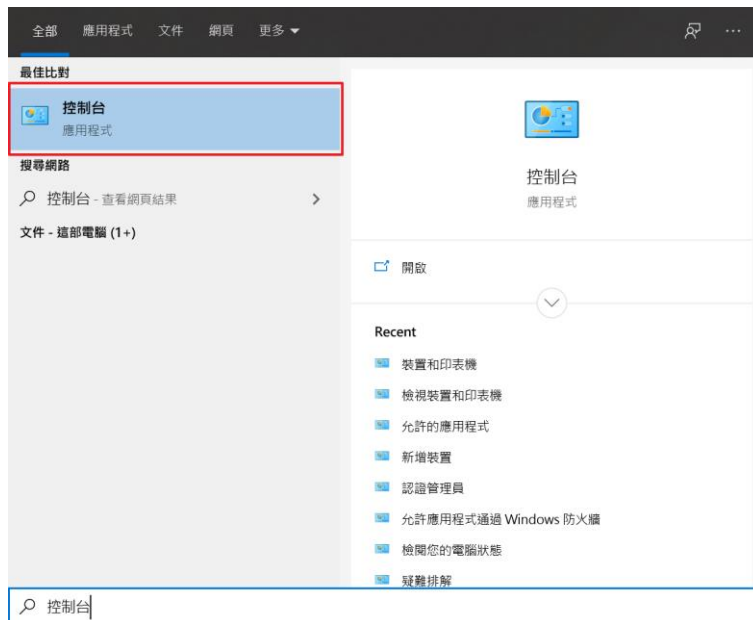 全部 應用程式 文件 網頁 更多
最佳比對
控制台
應用程式
搜尋網路
控制台 - 查看網頁結果
文件 - 這部電腦 (1+)
控制台
應用程式
開啟
Recent
裝置和印表機
檢視裝置和印表機
允許的應用程式
新增裝置
認證管理員
允許應用程式通過 Windows 防火牆
檢閱您的電腦狀態
疑難排解
控制台